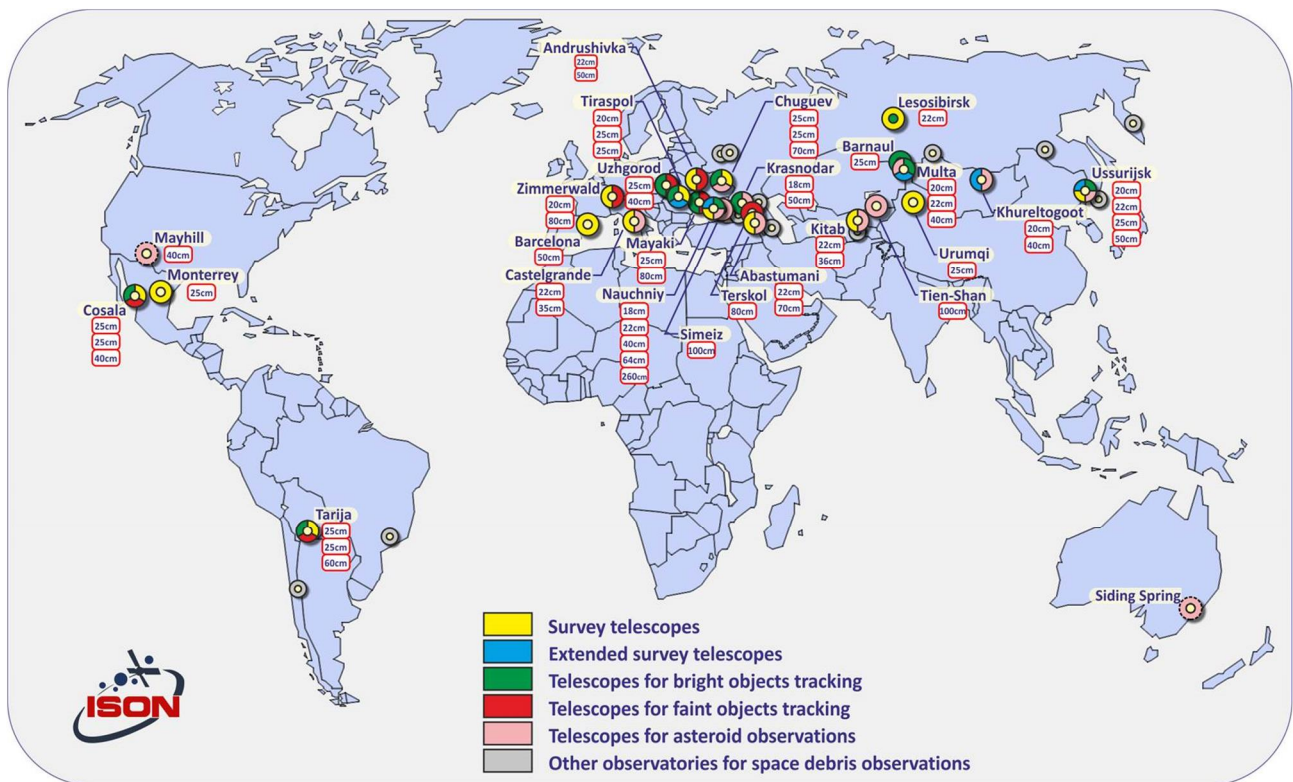 Andrushivka
22cm
50cm
Tiraspol
20cm
25cm
25cm
Chuguev
25cm
25cm
70cm
Lesosibirsk
22cm
Barnaul
25cm
Uzhgorod
25cm
40cm
Krasnodar
18cm
50cm
Multa
20cm
22cm
40cm
Ussurijsk
20cm
22cm
25cm
50cm
Zimmerwald
20cm
80cm
Khureltogoot
20cm
40cm
Mayhill
40cm
Barcelona
50cm
Mayaki
25cm
80cm
Kitab
22cm
36cm
Urumqi
25cm
Monterrey
25cm
Castelgrande
22cm
35cm
Abastumani
22cm
70cm
Nauchniy
18cm
22cm
40cm
64cm
260cm
Terskol
80cm
Tien-Shan
100cm
Cosala
25cm
25cm
40cm
Simeiz
100cm
Tarija
25cm
25cm
60cm
Siding Spring
Survey telescopes
Extended survey telescopes
Telescopes for bright objects tracking
Telescopes for faint objects tracking
Telescopes for asteroid observations
Other observatories for space debris observations
ISON